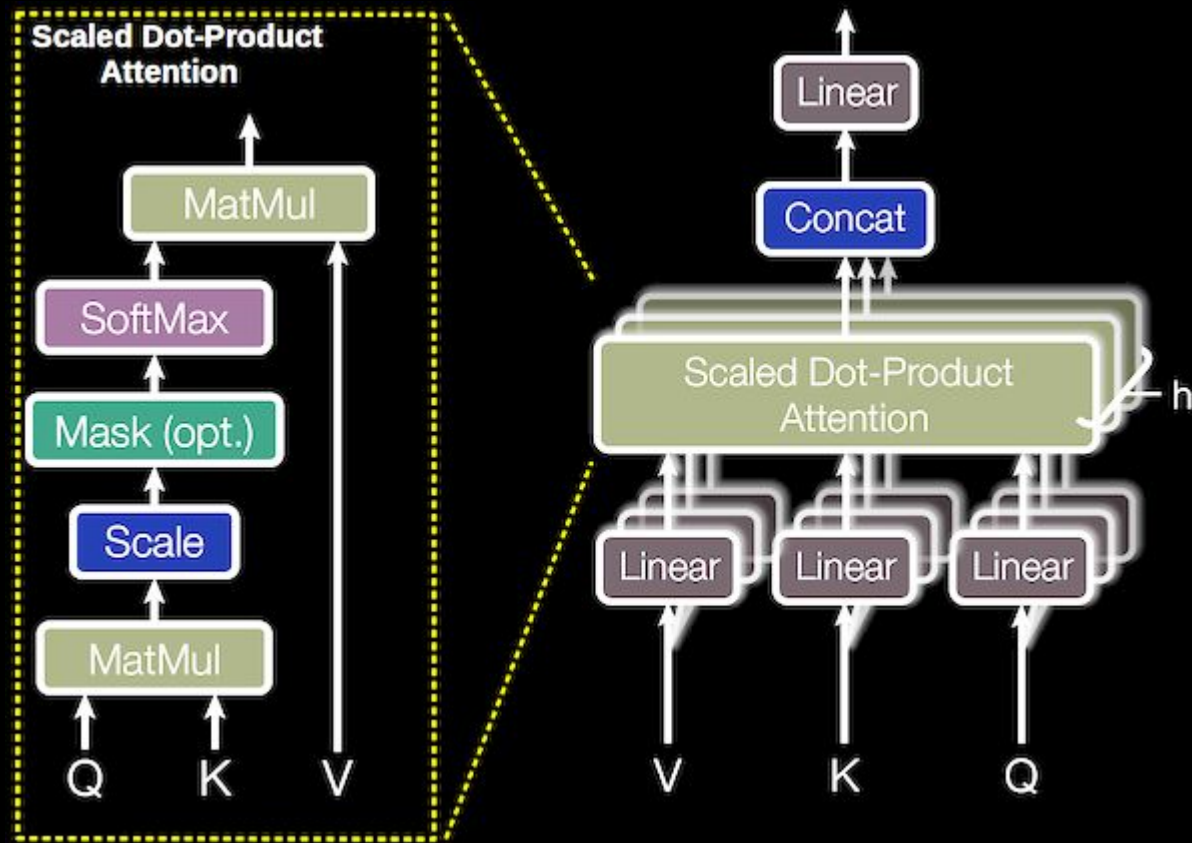 Scaled Dot-Product
Attention
MatMul
SoftMax
Mask (opt.)
Scale
MatMul
Q K V
Linear
Concat
Scaled Dot-Product
Attention
h
Linear Linear Linear
V K Q